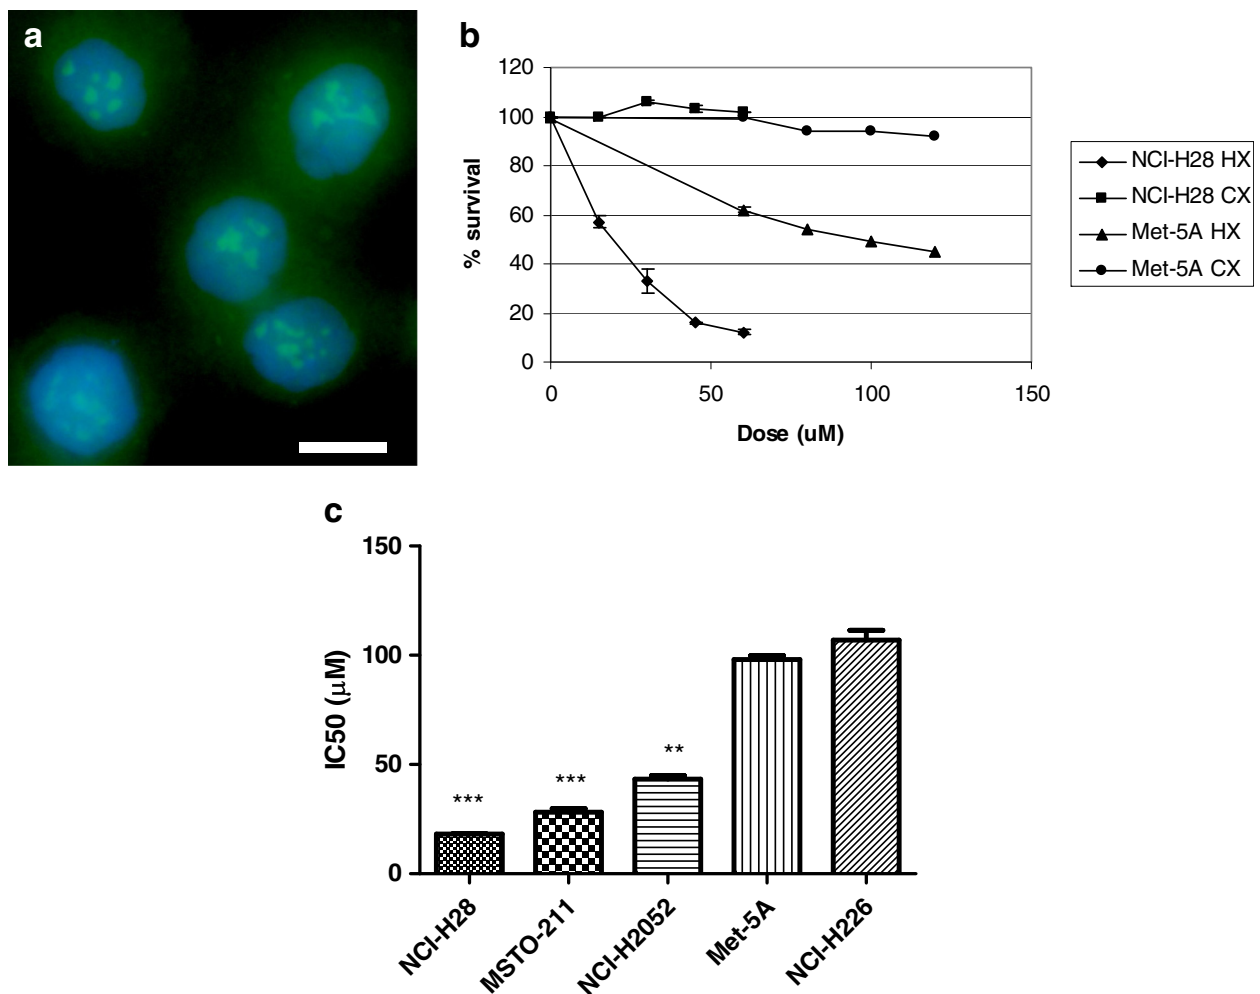 a
b
120
100
80
60
40
20
0
% survival
0 50 100 150
Dose (uM)
NCI-H28 HX
NCI-H28 CX
Met-5A HX
Met-5A CX
c
150
100
50
0
IC50 (μM)
***
***
**
NCI-H28
MSTO-211
NCI-H2052
Met-5A
NCI-H226